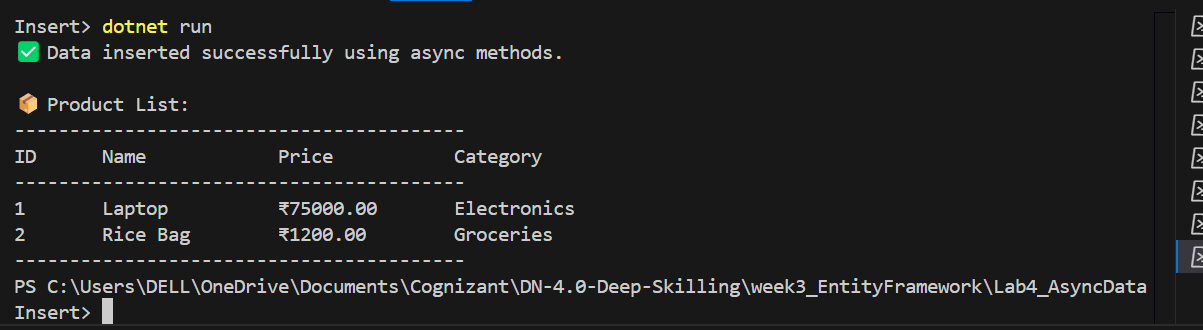 Insert> dotnet run
✅ Data inserted successfully using async methods.
📦 Product List:
-----------------------------------------
ID      Name            Price           Category
-----------------------------------------
1       Laptop          ₹75000.00       Electronics
2       Rice Bag        ₹1200.00        Groceries
-----------------------------------------
PS C:\Users\DELL\OneDrive\Documents\Cognizant\DN-4.0-Deep-Skilling\week3_EntityFramework\Lab4_AsyncData
Insert>